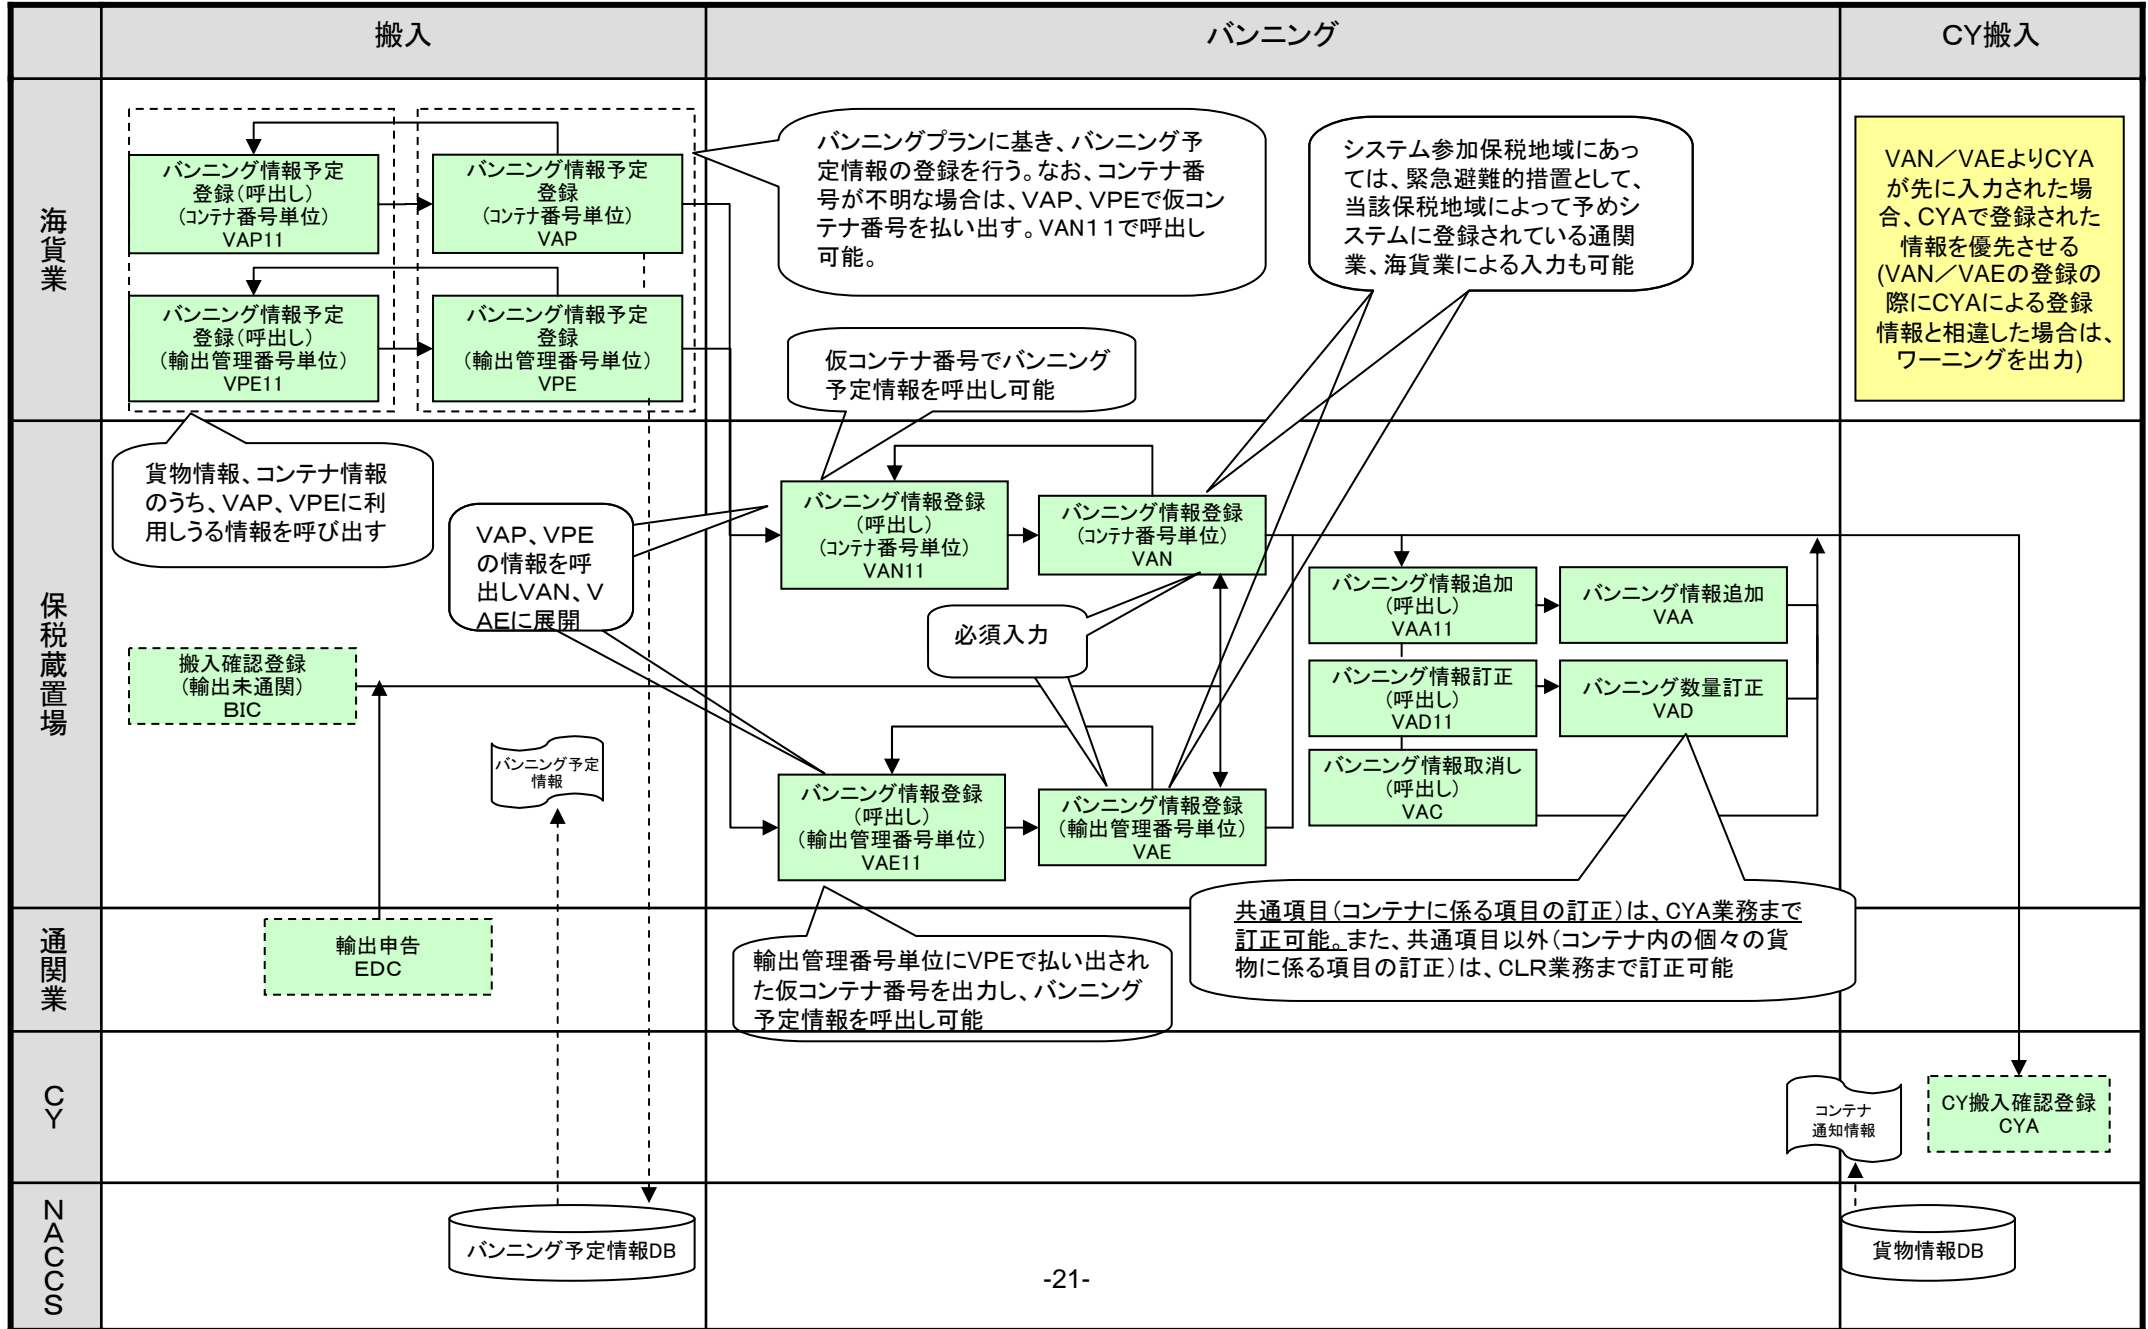 搬入
バンニング
CY搬入
海貨業
バンニング情報予定
登録(呼出し)
(コンテナ番号単位)
VAP11
バンニング情報予定
登録
(コンテナ番号単位)
VAP
バンニング情報予定
登録(呼出し)
(輸出管理番号単位)
VPE11
バンニング情報予定
登録
(輸出管理番号単位)
VPE
バンニングプランに基き、バンニング予
定情報の登録を行う。なお、コンテナ番
号が不明な場合は、VAP、VPEで仮コン
テナ番号を払い出す。VAN11で呼出し
可能。
システム参加保税地域にあっ
ては、緊急避難的措置として、
当該保税地域によって予めシ
ステムに登録されている通関
業、海貨業による入力も可能
VAN/VAEよりCYA
が先に入力された場
合、CYAで登録された
情報を優先させる
(VAN/VAEの登録の
際にCYAによる登録
情報と相違した場合は、
ワーニングを出力)
仮コンテナ番号でバンニング
予定情報を呼出し可能
保税蔵置場
貨物情報、コンテナ情報
のうち、VAP、VPEに利
用しうる情報を呼び出す
VAP、VPE
の情報を呼
出しVAN、V
AEに展開
バンニング情報登録
(呼出し)
(コンテナ番号単位)
VAN11
バンニング情報登録
(コンテナ番号単位)
VAN
必須入力
バンニング情報追加
(呼出し)
VAA11
バンニング情報追加
VAA
搬入確認登録
(輸出未通関)
BIC
バンニング情報訂正
(呼出し)
VAD11
バンニング数量訂正
VAD
バンニング予定
情報
バンニング情報取消し
(呼出し)
VAC
バンニング情報登録
(呼出し)
(輸出管理番号単位)
VAE11
バンニング情報登録
(輸出管理番号単位)
VAE
通関業
輸出申告
EDC
輸出管理番号単位にVPEで払い出され
た仮コンテナ番号を出力し、バンニング
予定情報を呼出し可能
共通項目(コンテナに係る項目の訂正)は、CYA業務まで
訂正可能。また、共通項目以外(コンテナ内の個々の貨
物に係る項目の訂正)は、CLR業務まで訂正可能
CY
コンテナ
通知情報
CY搬入確認登録
CYA
NACCS
バンニング予定情報DB
貨物情報DB
-21-